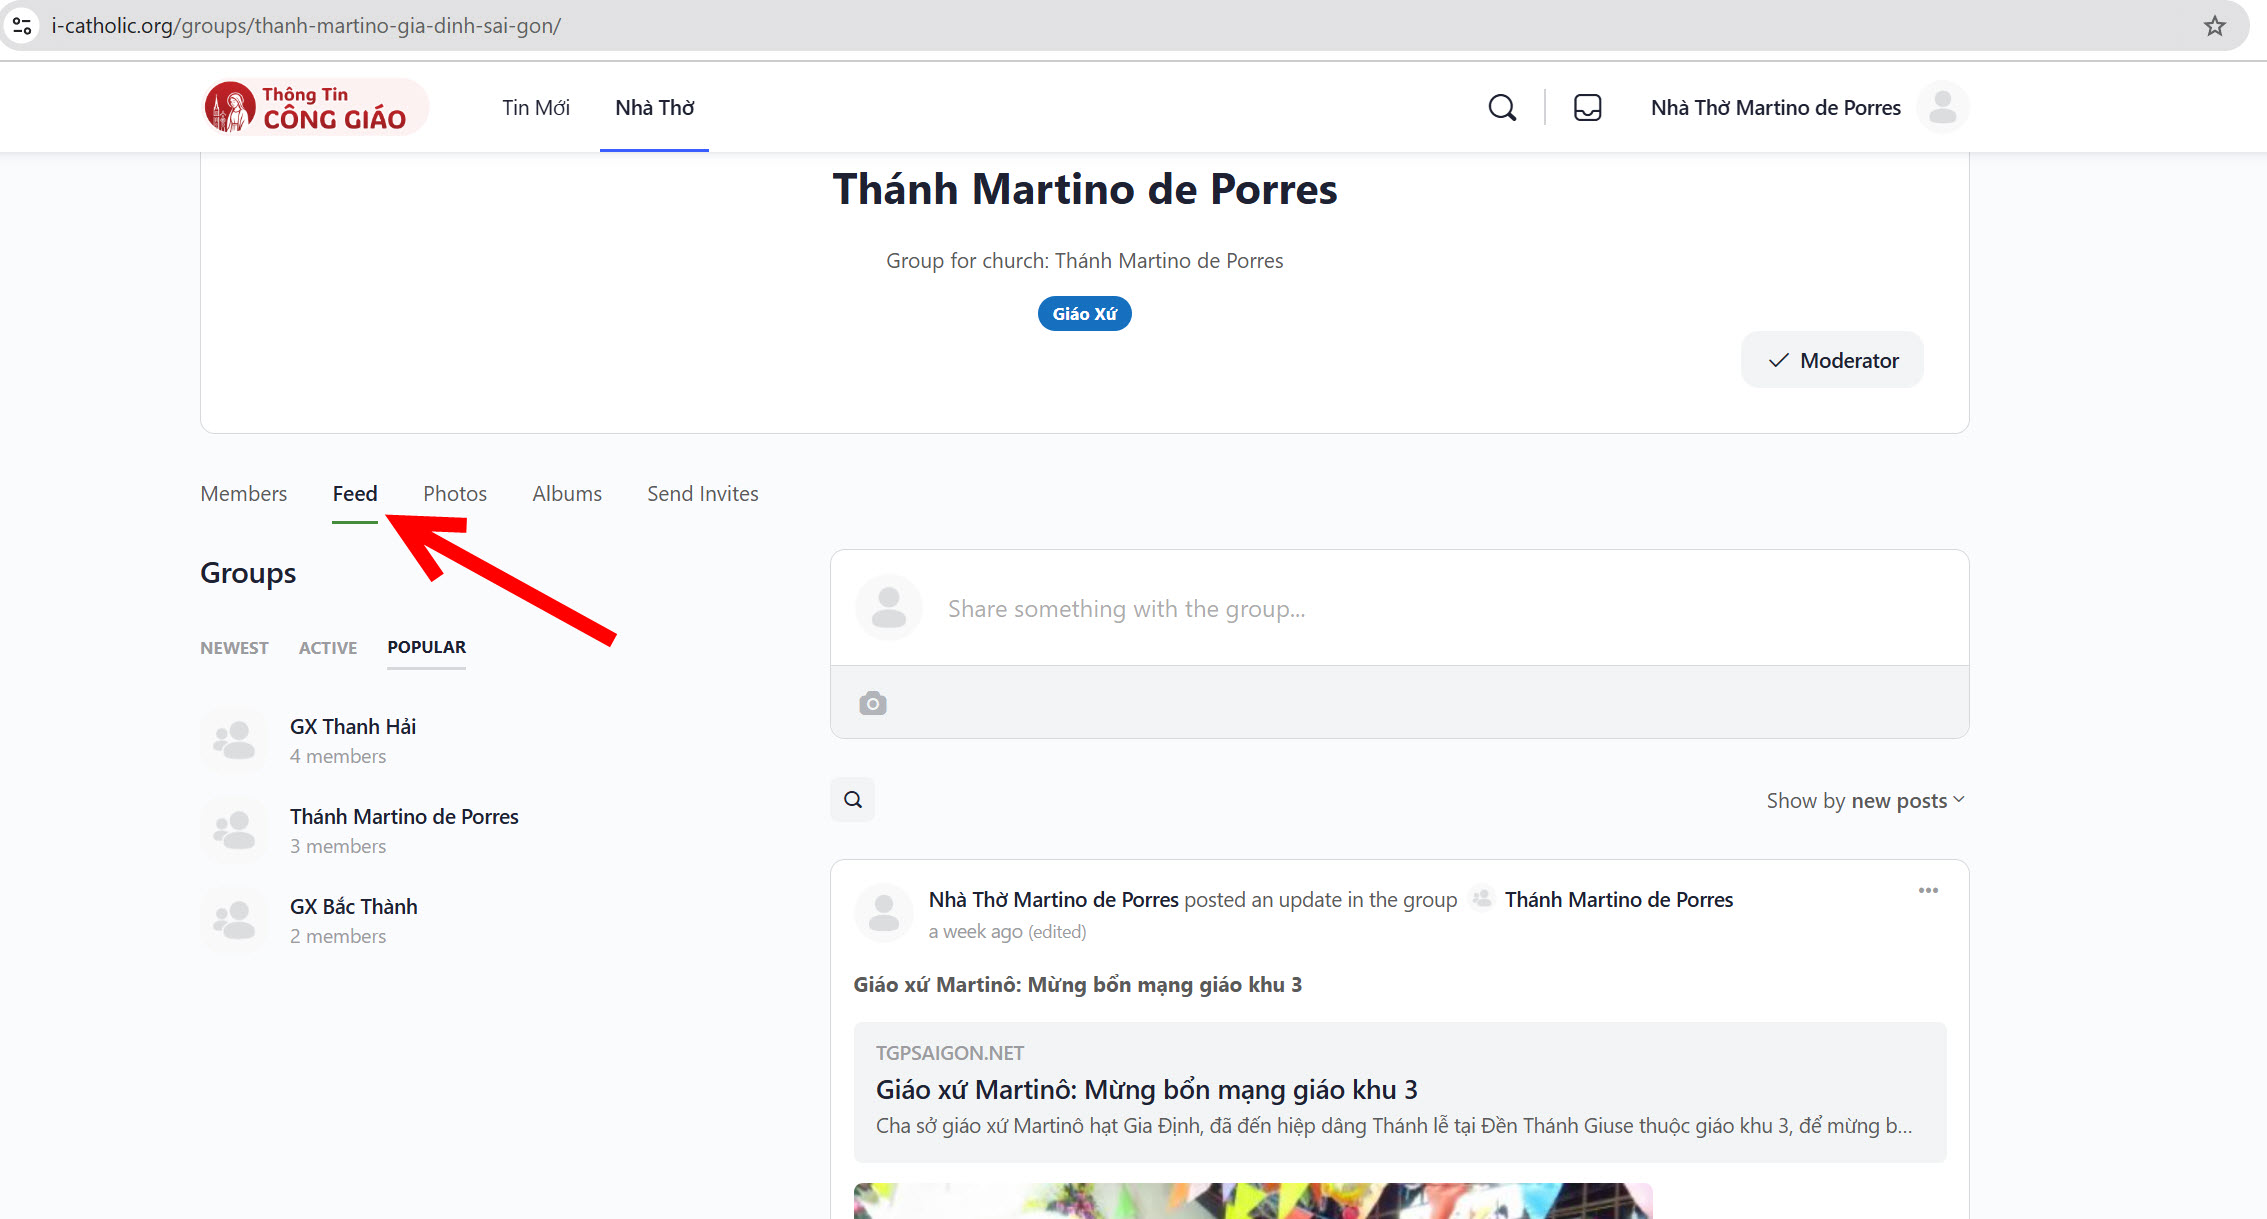 i-catholic.org/groups/thanh-martino-gia-dinh-sai-gon/
Thông Tin
CÔNG GIÁO
Tin Mới
Nhà Thờ
Nhà Thờ Martino de Porres
Thánh Martino de Porres
Group for church: Thánh Martino de Porres
Giáo Xứ
Moderator
Members
Feed
Photos
Albums
Send Invites
Groups
NEWEST
ACTIVE
POPULAR
GX Thanh Hải
4 members
Thánh Martino de Porres
3 members
GX Bắc Thành
2 members
Share something with the group...
Show by new posts
Nhà Thờ Martino de Porres posted an update in the group Thánh Martino de Porres
a week ago (edited)
Giáo xứ Martinô: Mừng bổn mạng giáo khu 3
TGPSAIGON.NET
Giáo xứ Martinô: Mừng bổn mạng giáo khu 3
Cha sở giáo xứ Martinô hạt Gia Định, đã đến hiệp dâng Thánh lễ tại Đền Thánh Giuse thuộc giáo khu 3, để mừng b...